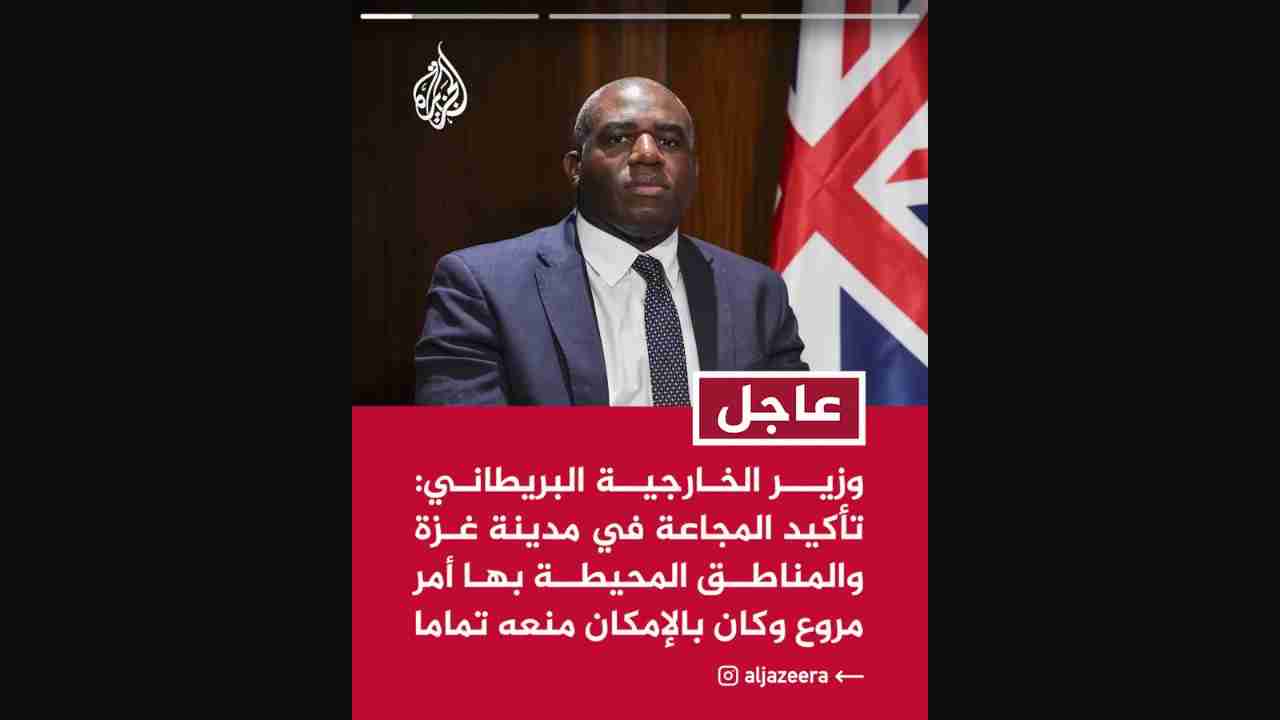 الجزيرة
عاجل
وزير الخارجية البريطاني:
تأكيد المجاعة في مدينة غزة
والمناطق المحيطة بها أمر
مروع وكان بالإمكان منعه تماما
aljazeera